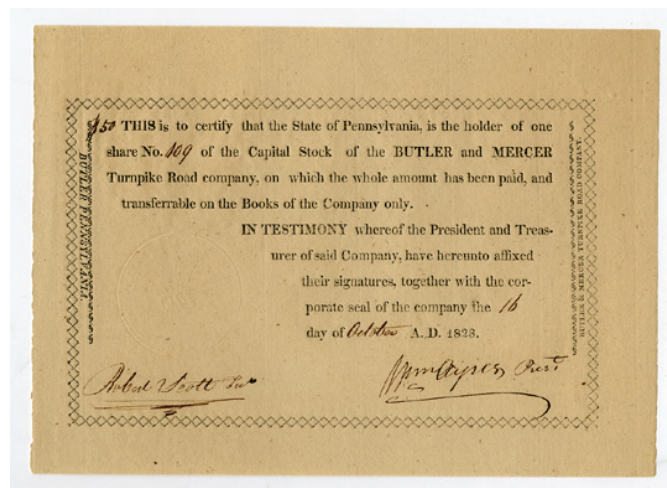 $50 THIS is to certify that the State of Pennsylvania, is the holder of one
share No. 109 of the Capital Stock of the BUTLER and MERCER
Turnpike Road company, on which the whole amount has been paid, and
transferrable on the Books of the Company only.
IN TESTIMONY whereof the President and Treas-
urer of said Company, have hereunto affixed
their signatures, together with the cor-
porate seal of the company the 16
day of October A.D. 1828.
Robert Scott
Prest
BUTLER PENNSYLVANIA.
BUTLER & MERCER TURNPIKE ROAD COMPANY.